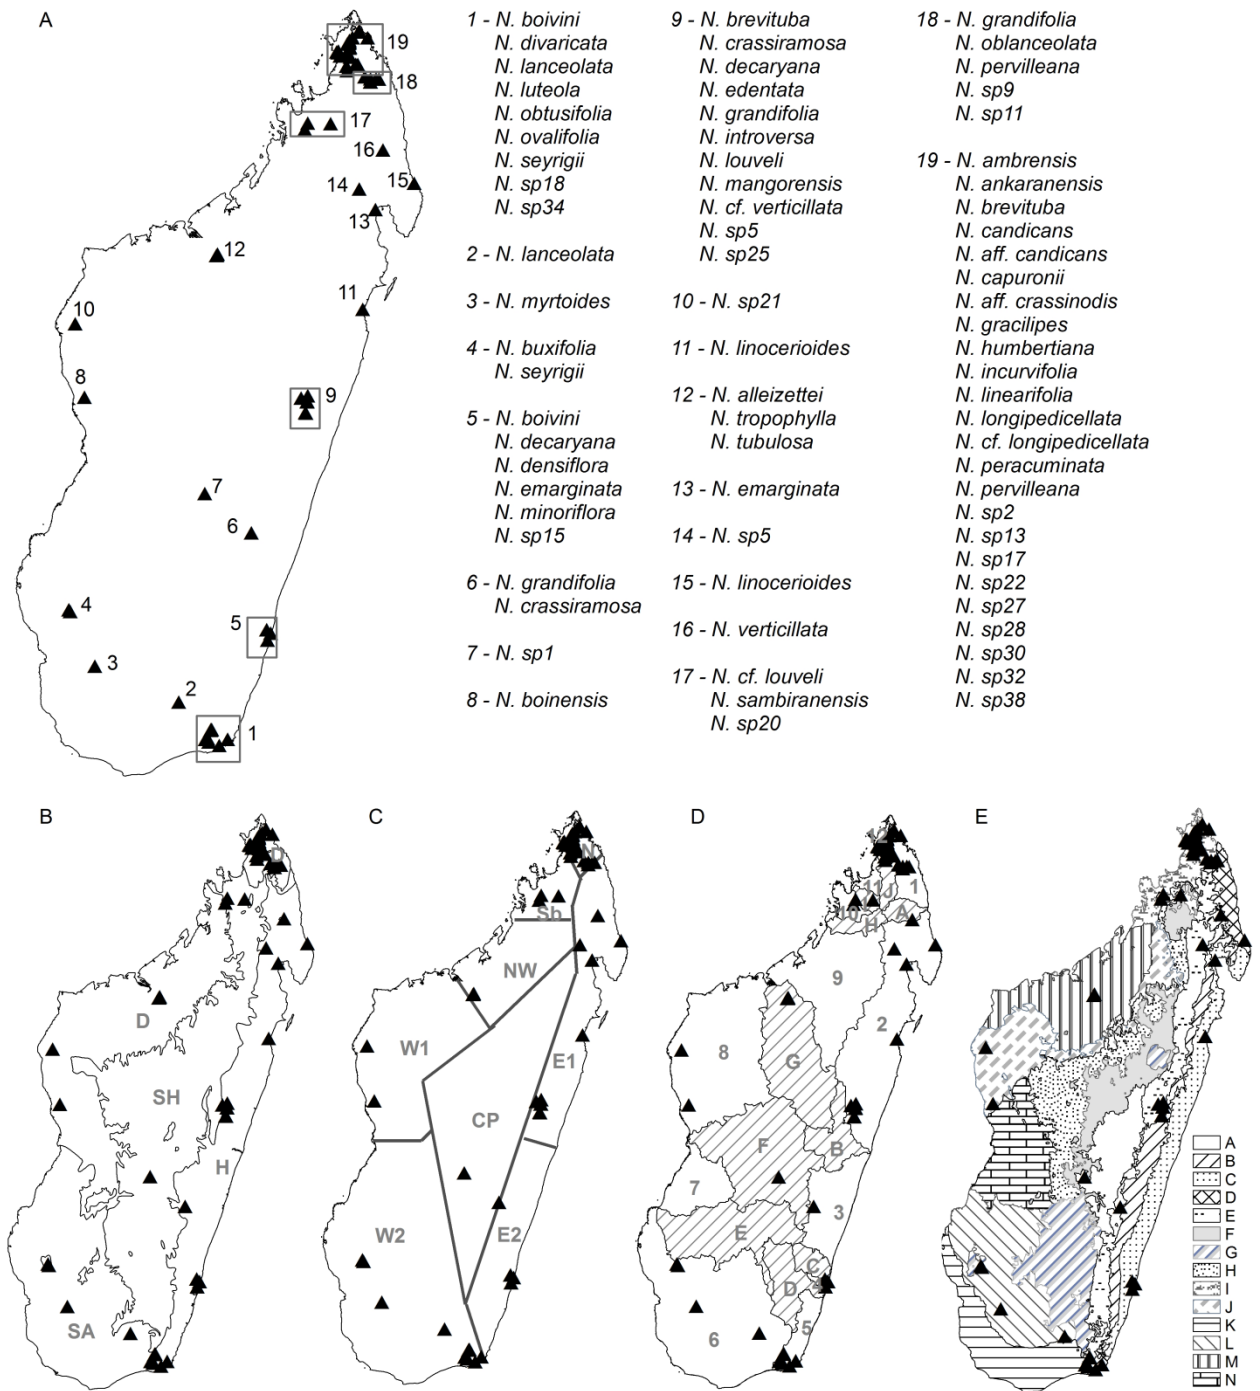 A
19
18
17
16
15
14
13
12
11
10
9
8
7
6
5
4
3
2
1
1 - N. boivini
N. divaricata
N. lanceolata
N. luteola
N. obtusifolia
N. ovalifolia
N. seyrigii
N. sp18
N. sp34
2 - N. lanceolata
3 - N. myrtoides
4 - N. buxifolia
N. seyrigii
5 - N. boivini
N. decaryana
N. densiflora
N. emarginata
N. minoriflora
N. sp15
6 - N. grandifolia
N. crassiramosa
7 - N. sp1
8 - N. boinensis
9 - N. brevituba
N. crassiramosa
N. decaryana
N. edentata
N. grandifolia
N. introversa
N. louveli
N. mangorensis
N. cf. verticillata
N. sp5
N. sp25
10 - N. sp21
11 - N. linocerioides
12 - N. alleizettei
N. tropophylla
N. tubulosa
13 - N. emarginata
14 - N. sp5
15 - N. linocerioides
16 - N. verticillata
17 - N. cf. louveli
N. sambiranensis
N. sp20
18 - N. grandifolia
N. oblanceolata
N. pervilleana
N. sp9
N. sp11
19 - N. ambrensis
N. ankaranensis
N. brevituba
N. candicans
N. aff. candicans
N. capuronii
N. aff. crassinodis
N. gracilipes
N. humbertiana
N. incurvifolia
N. linearifolia
N. longipedicellata
N. cf. longipedicellata
N. peracuminata
N. pervilleana
N. sp2
N. sp13
N. sp17
N. sp22
N. sp27
N. sp28
N. sp30
N. sp32
N. sp38
B
D
D
SH
H
SA
C
N
Sb
NW
W1
E1
CP
W2
E2
D
12
11 J
1
10
I
A
H
9
2
8
G
B
F
7
3
E
C
4
D
5
6
E
A
B
C
D
E
F
G
H
I
J
K
L
M
N